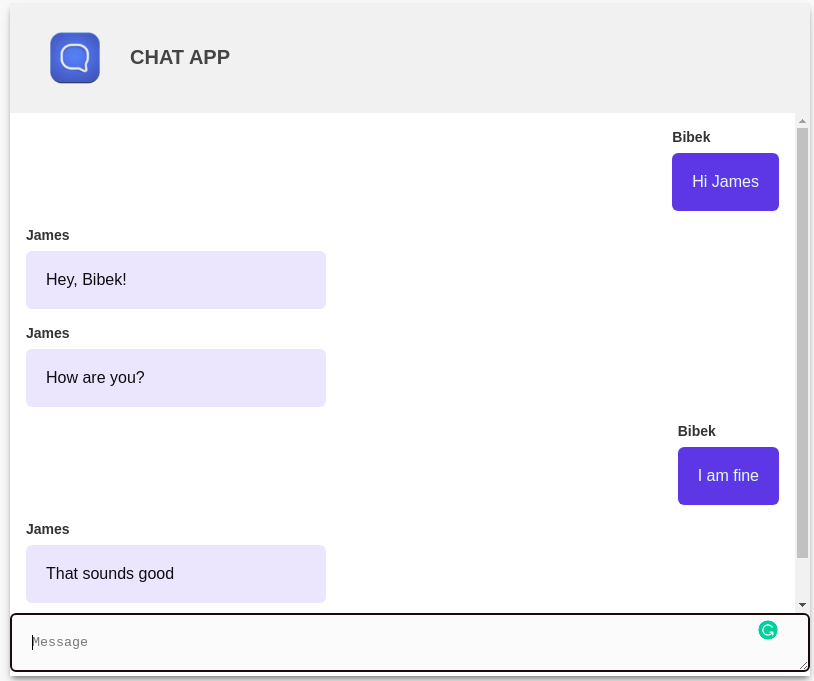 CHAT APP
Bibek
Hi James
James
Hey, Bibek!
James
How are you?
Bibek
I am fine
James
That sounds good
Message